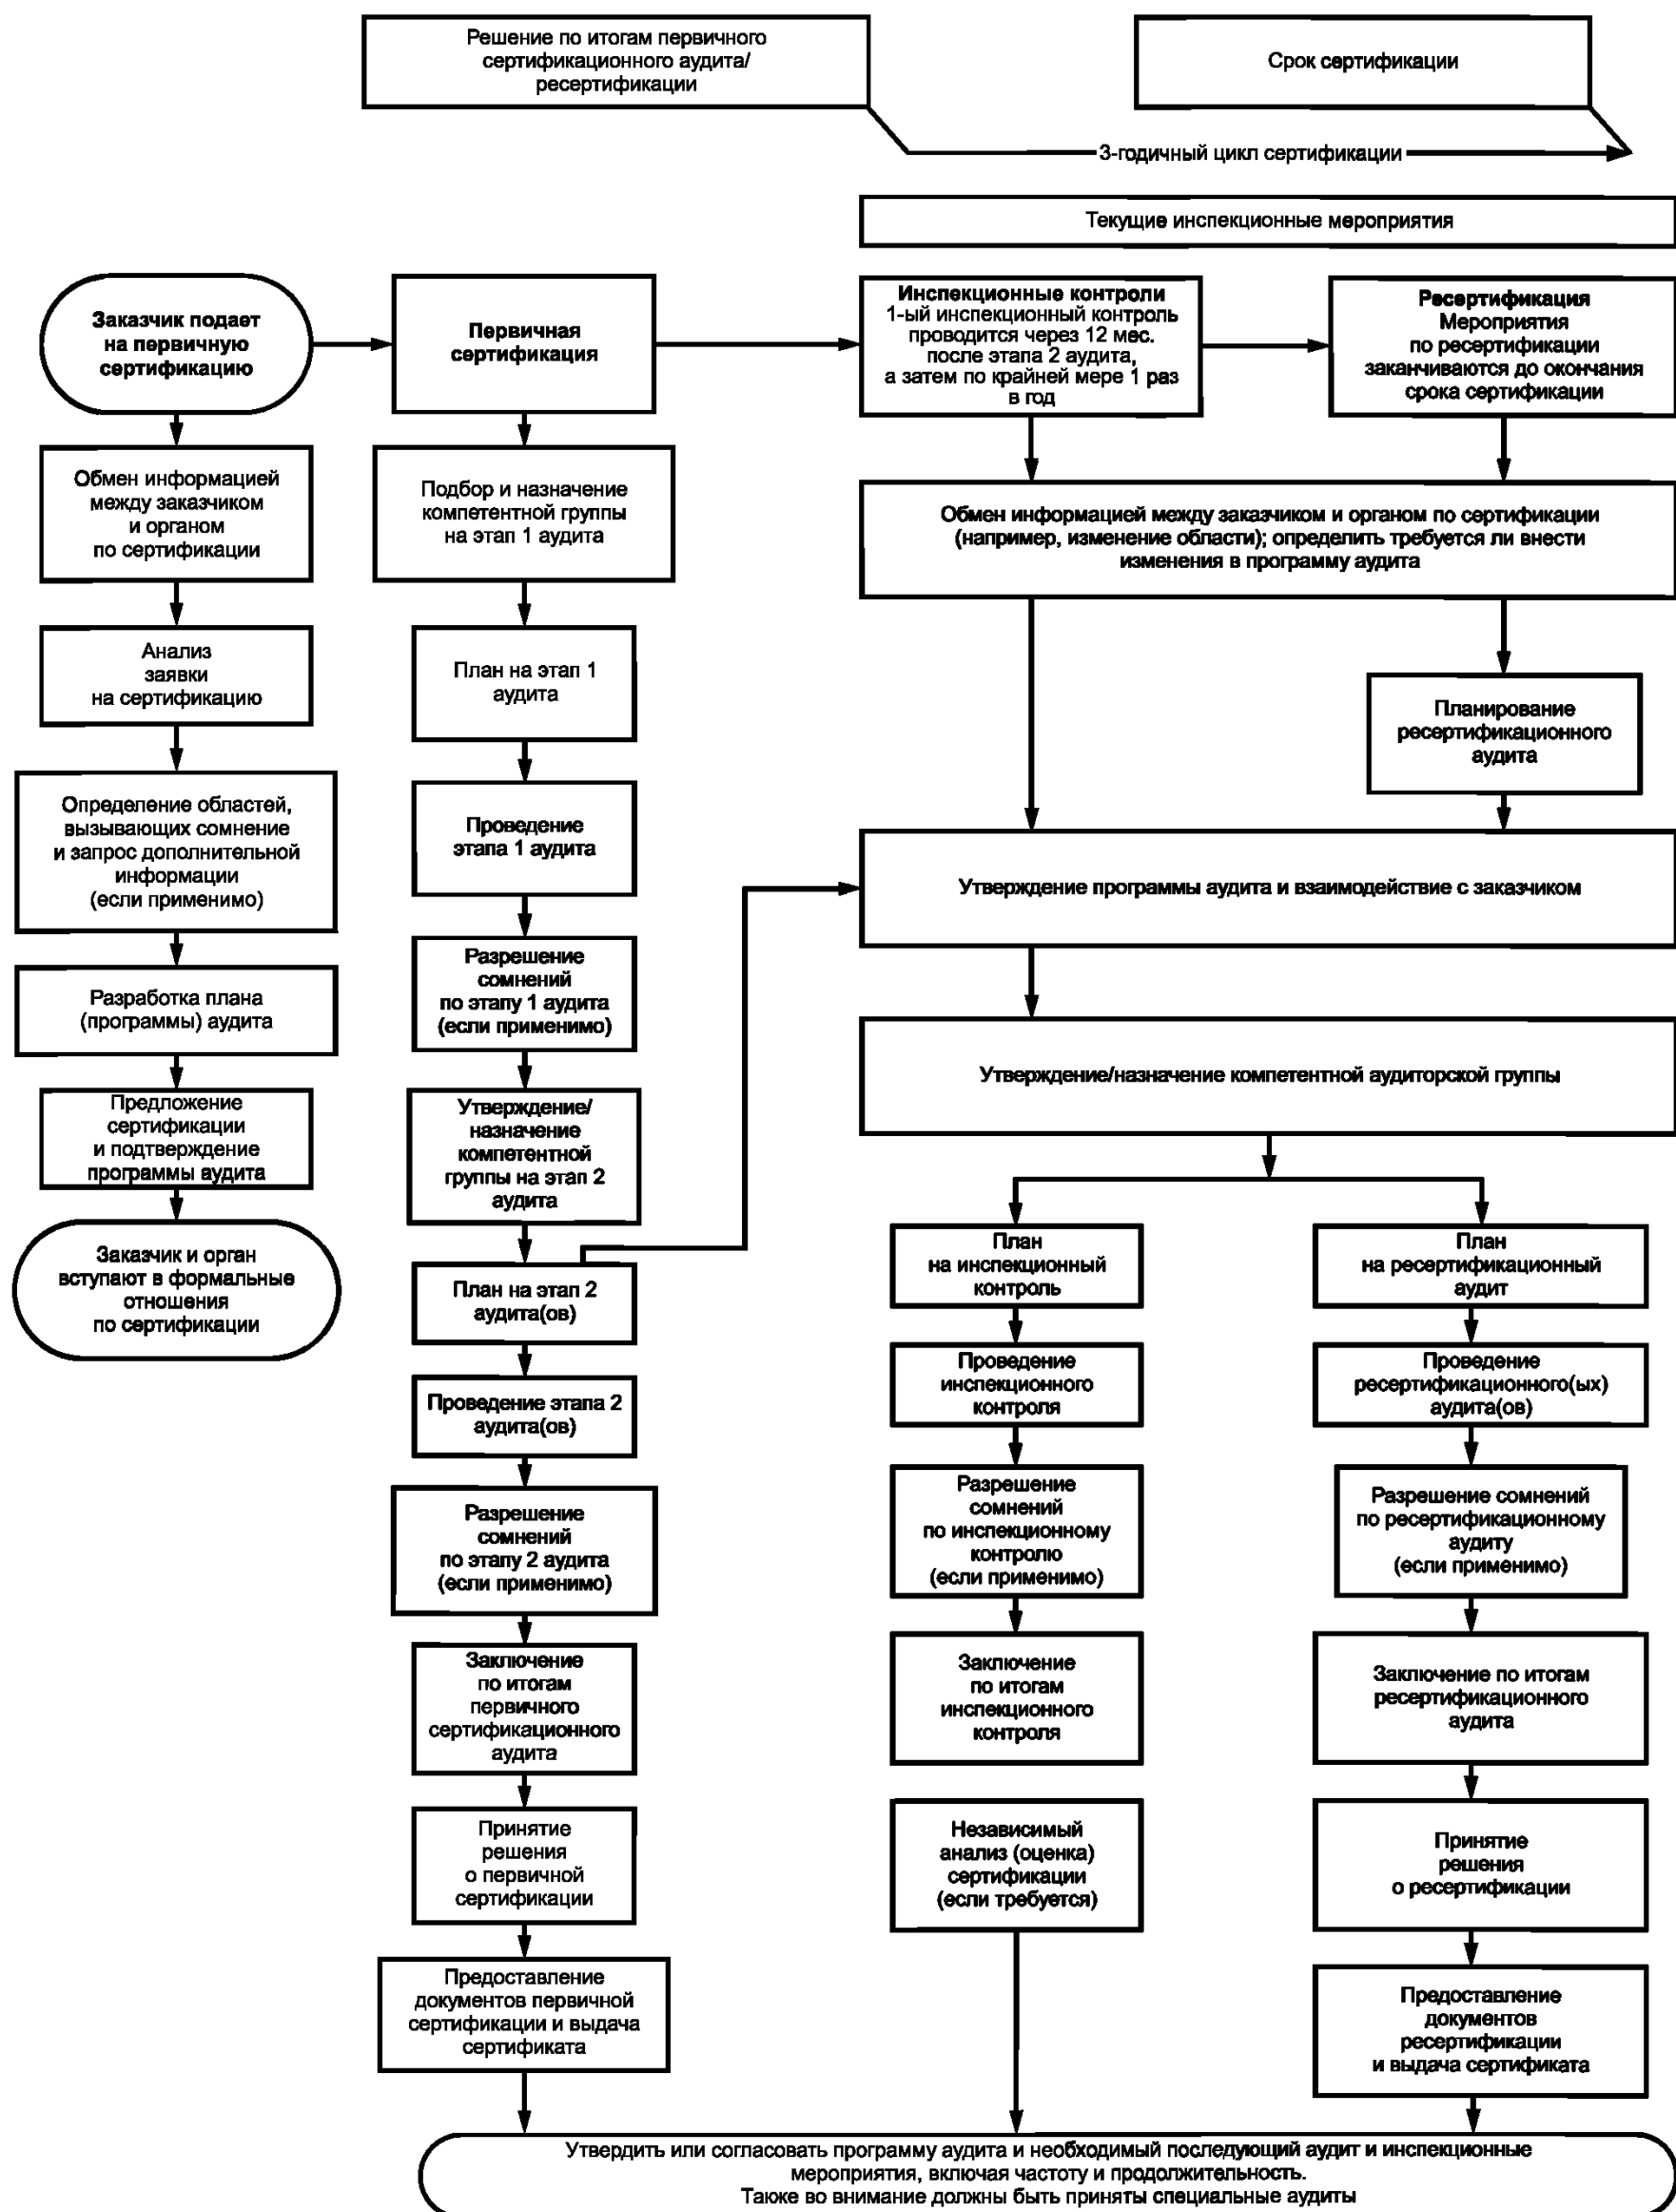 Решение по итогам первичного
сертификационного аудита/
ресертификации
Срок сертификации
3-годичный цикл сертификации
Текущие инспекционные мероприятия
Заказчик подает
на первичную
сертификацию
Первичная
сертификация
Инспекционные контроли
1-ый инспекционный контроль
проводится через 12 мес.
после этапа 2 аудита,
а затем по крайней мере 1 раз
в год
Ресертификация
Мероприятия
по ресертификации
заканчиваются до окончания
срока сертификации
Обмен информацией
между заказчиком
и органом
по сертификации
Анализ
заявки
на сертификацию
Определение областей,
вызывающих сомнение
и запрос дополнительной
информации
(если применимо)
Разработка плана
(программы) аудита
Предложение
сертификации
и подтверждение
программы аудита
Заказчик и орган
вступают в формальные
отношения
по сертификации
Подбор и назначение
компетентной группы
на этап 1 аудита
План на этап 1
аудита
Проведение
этапа 1 аудита
Разрешение
сомнений
по этапу 1 аудита
(если применимо)
Утверждение/
назначение
компетентной
группы на этап 2
аудита
План на этап 2
аудита(ов)
Проведение этапа 2
аудита(ов)
Разрешение
сомнений
по этапу 2 аудита
(если применимо)
Заключение
по итогам
первичного
сертификационного
аудита
Принятие
решения
о первичной
сертификации
Предоставление
документов первичной
сертификации и выдача
сертификата
Обмен информацией между заказчиком и органом по сертификации
(например, изменение области); определить требуется ли внести
изменения в программу аудита
Планирование
ресертификационного
аудита
Утверждение программы аудита и взаимодействие с заказчиком
Утверждение/назначение компетентной аудиторской группы
План
на инспекционный
контроль
Проведение
инспекционного
контроля
Разрешение
сомнений
по инспекционному
контролю
(если применимо)
Заключение
по итогам
инспекционного
контроля
Независимый
анализ (оценка)
сертификации
(если требуется)
План
на ресертификационный
аудит
Проведение
ресертификационного(ых)
аудита(ов)
Разрешение сомнений
по ресертификационному
аудиту
(если применимо)
Заключение по итогам
ресертификационного
аудита
Принятие
решения
о ресертификации
Предоставление
документов
ресертификации
и выдача сертификата
Утвердить или согласовать программу аудита и необходимый последующий аудит и инспекционные
мероприятия, включая частоту и продолжительность.
Также во внимание должны быть приняты специальные аудиты